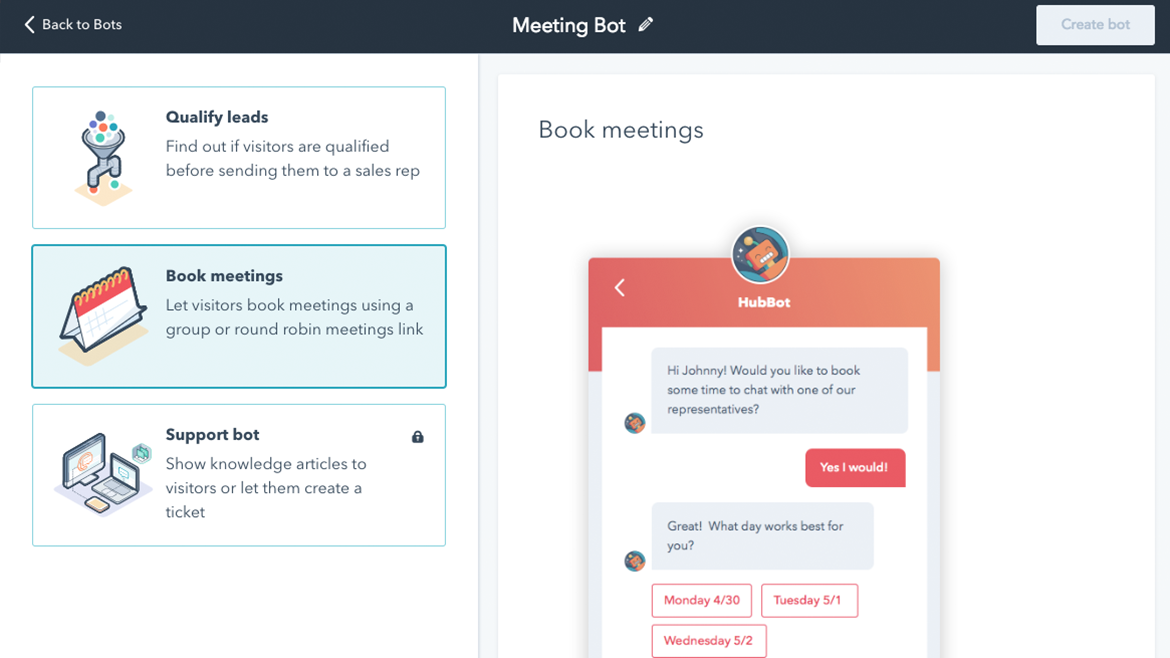 Back to Bots
Meeting Bot
Create bot
Qualify leads
Find out if visitors are qualified
before sending them to a sales rep
Book meetings
Let visitors book meetings using a
group or round robin meetings link
Support bot
Show knowledge articles to
visitors or let them create a
ticket
Book meetings
HubBot
Hi Johnny! Would you like to book
some time to chat with one of our
representatives?
Yes I would!
Great! What day works best for
you?
Monday 4/30
Tuesday 5/1
Wednesday 5/2